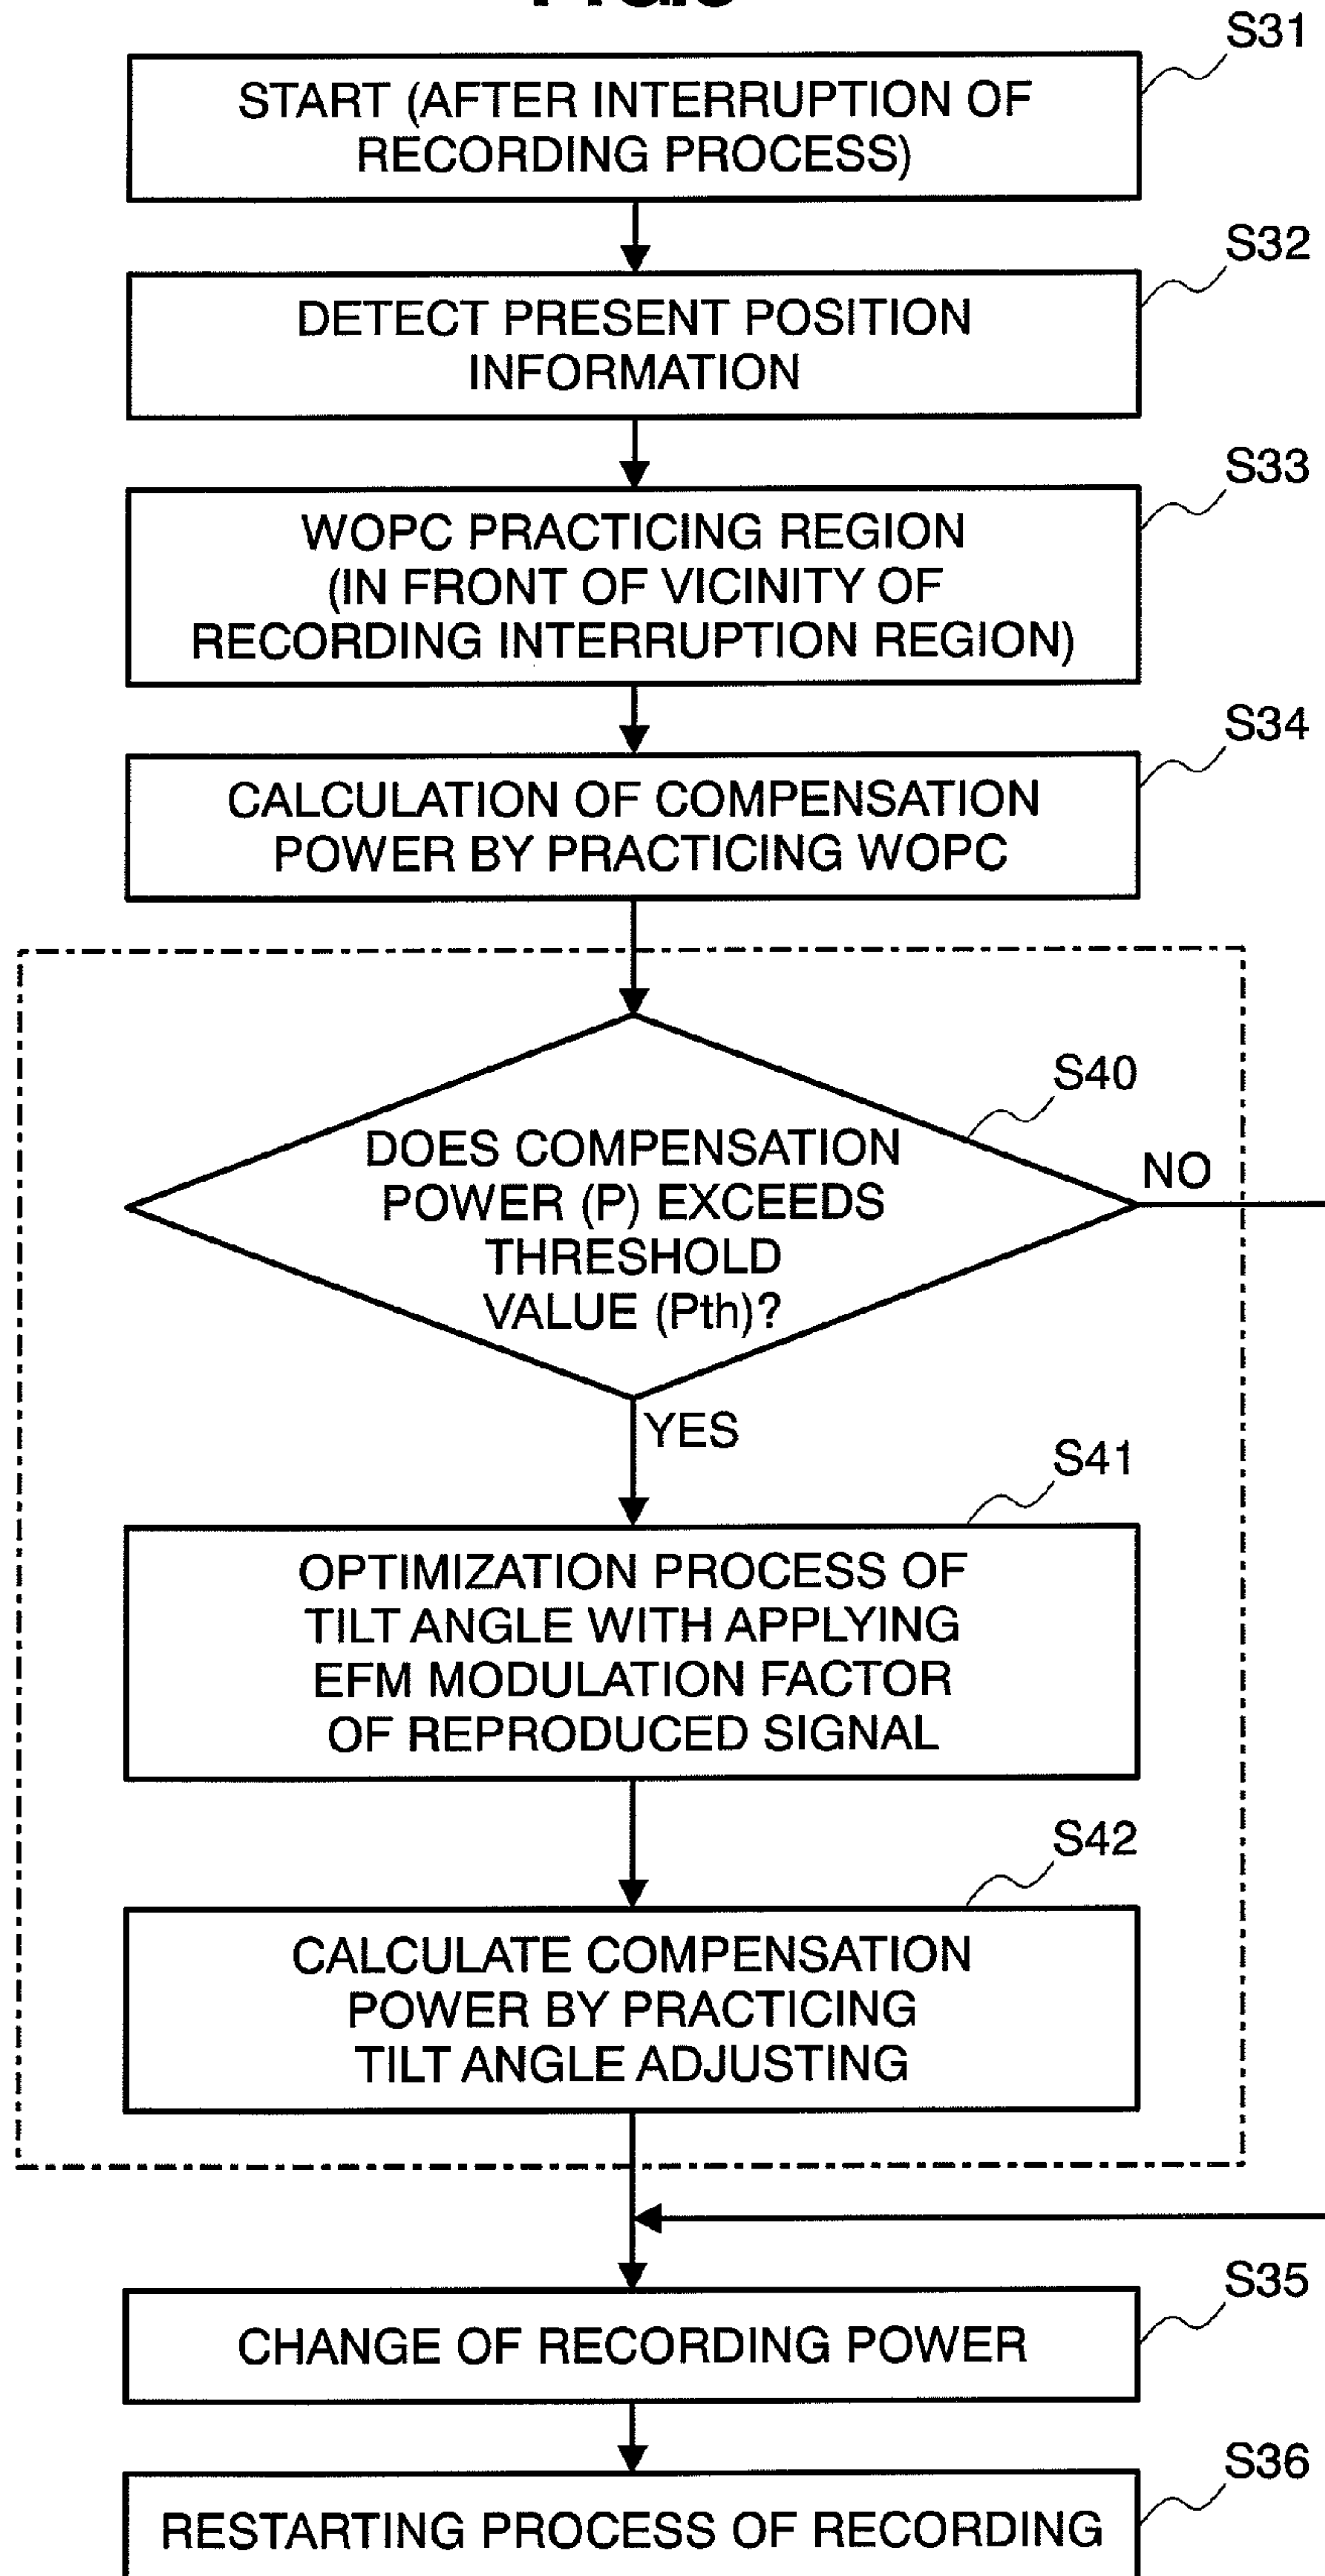 S31
START (AFTER INTERRUPTION OF
RECORDING PROCESS)
S32
DETECT PRESENT POSITION
INFORMATION
S33
WOPC PRACTICING REGION
(IN FRONT OF VICINITY OF
RECORDING INTERRUPTION REGION)
S34
CALCULATION OF COMPENSATION
POWER BY PRACTICING WOPC
S40
DOES COMPENSATION
POWER (P) EXCEEDS
THRESHOLD
VALUE (Pth)?
NO
YES
S41
OPTIMIZATION PROCESS OF
TILT ANGLE WITH APPLYING
EFM MODULATION FACTOR
OF REPRODUCED SIGNAL
S42
CALCULATE COMPENSATION
POWER BY PRACTICING
TILT ANGLE ADJUSTING
S35
CHANGE OF RECORDING POWER
S36
RESTARTING PROCESS OF RECORDING